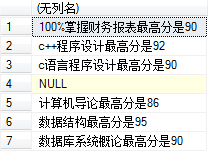 (无列名)
1 100%掌握财务报表最高分是90
2 c++程序设计最高分是92
3 c语言程序设计最高分是90
4 NULL
5 计算机导论最高分是86
6 数据结构最高分是95
7 数据库系统概论最高分是90